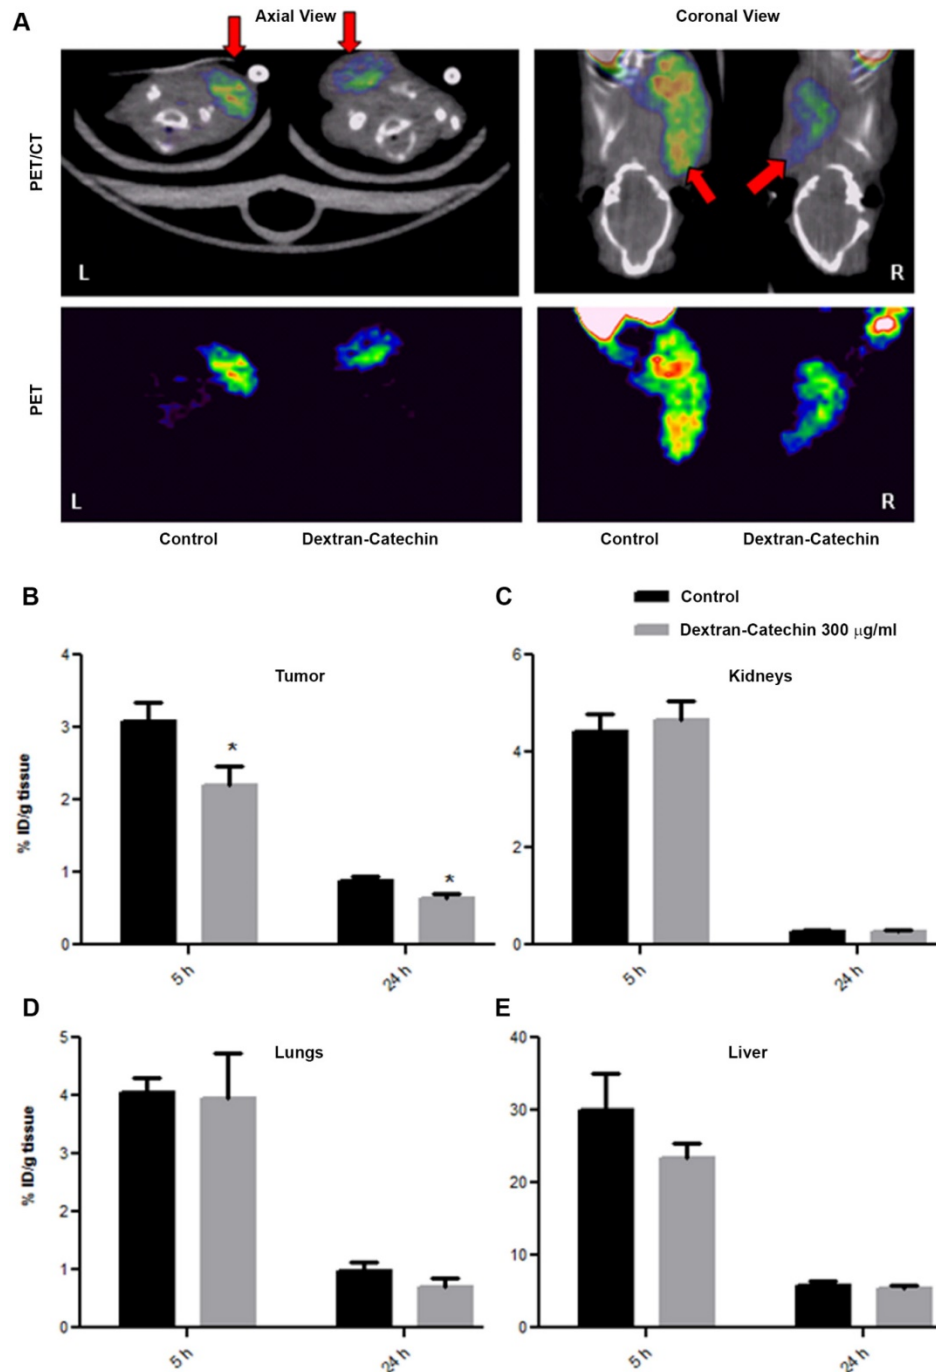 A
Axial View
Coronal View
PET/CT
L
R
PET
L
R
Control
Dextran-Catechin
Control
Dextran-Catechin
B
C
Control
Dextran-Catechin 300 μg/ml
Tumor
% ID/g tissue
4
3
2
1
0
*
*
5 h
24 h
Kidneys
6
4
2
0
5 h
24 h
D
E
Lungs
% ID/g tissue
5
4
3
2
1
0
5 h
24 h
Liver
40
30
20
10
0
5 h
24 h